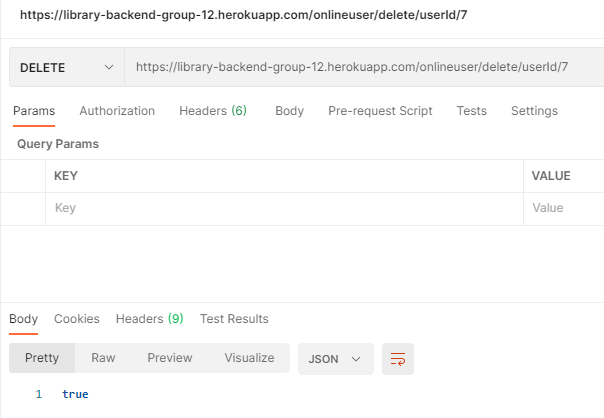 https://library-backend-group-12.herokuapp.com/onlineuser/delete/userId/7
DELETE https://library-backend-group-12.herokuapp.com/onlineuser/delete/userId/7
Params Authorization Headers (6) Body Pre-request Script Tests Settings
Query Params
KEY VALUE
Key Value
Body Cookies Headers (9) Test Results
Pretty Raw Preview Visualize JSON
1 true